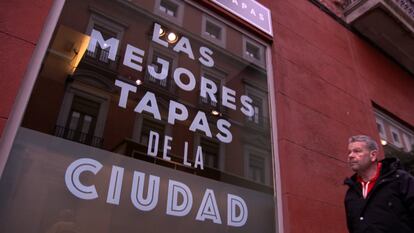 TAPAS
LAS
MEJORES
TAPAS
DE LA
CIUDAD